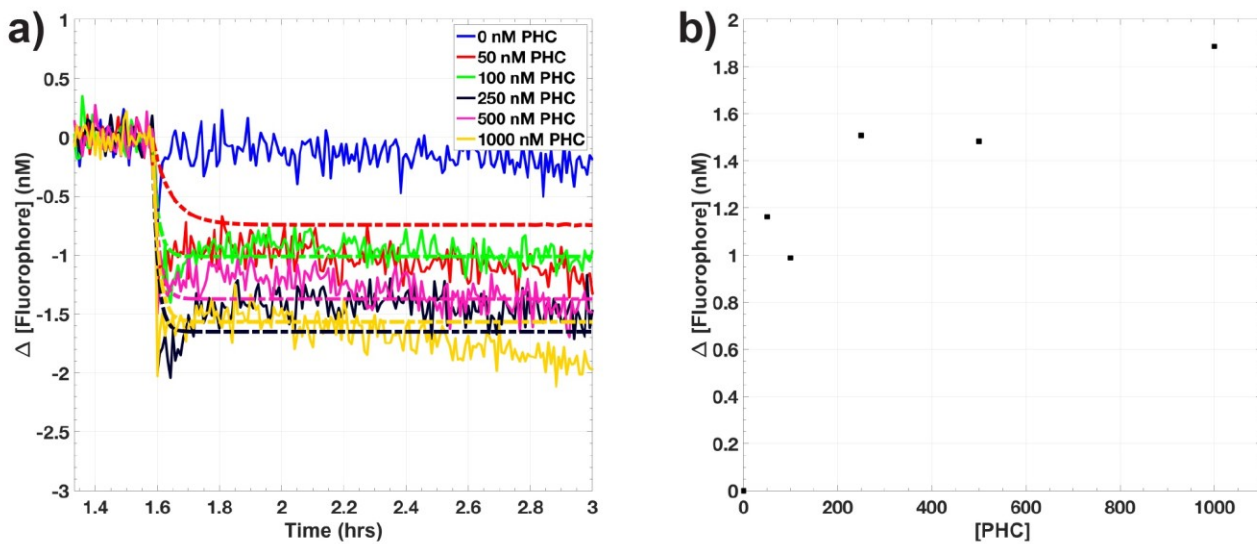 a)
0 nM PHC
50 nM PHC
100 nM PHC
250 nM PHC
500 nM PHC
1000 nM PHC
Δ [Fluorophore] (nM)
1
0.5
0
-0.5
-1
-1.5
-2
-2.5
-3
1.4 1.6 1.8 2 2.2 2.4 2.6 2.8 3
Time (hrs)
b)
Δ [Fluorophore] (nM)
2
1.8
1.6
1.4
1.2
1
0.8
0.6
0.4
0.2
0
0 200 400 600 800 1000
[PHC]